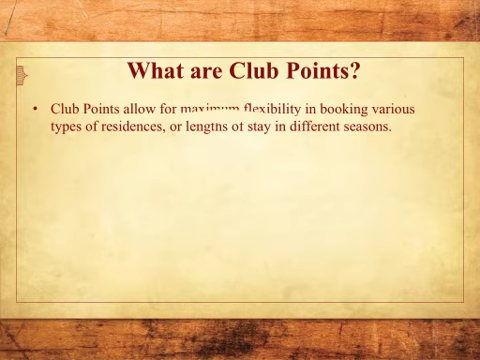 What are Club Points?
• Club Points allow for maximum flexibility in booking various
types of residences, or lengths of stay in different seasons.